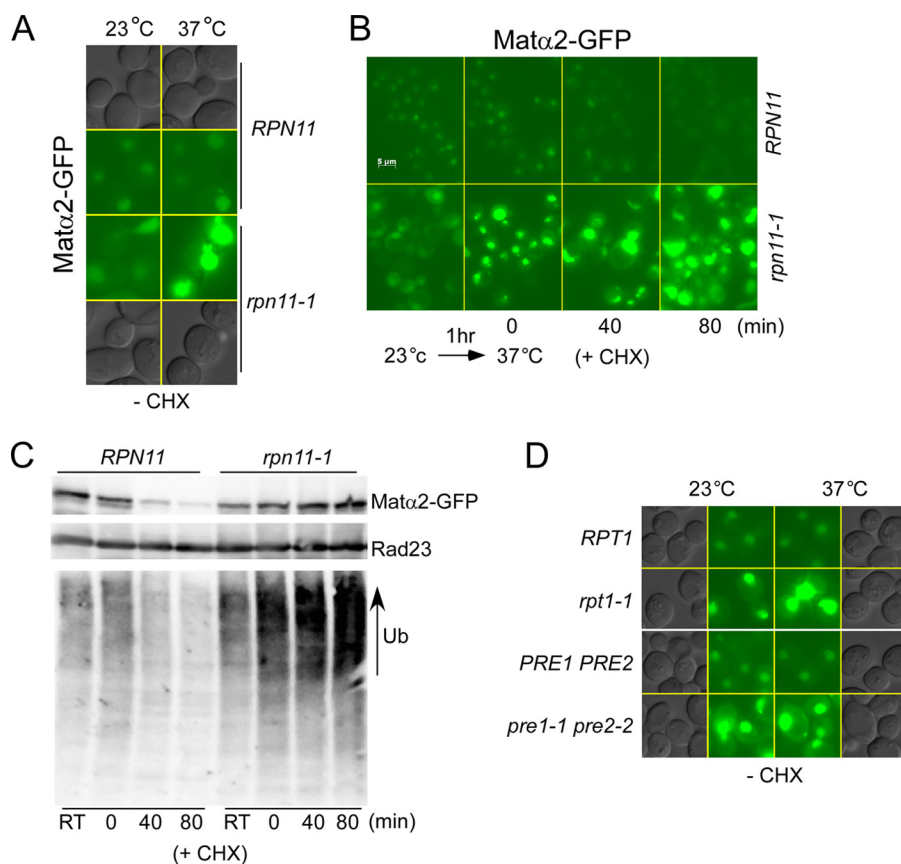 A
23°C 37°C
Matα2-GFP
RPN11
rpn11-1
- CHX
B
Matα2-GFP
5 μm
RPN11
rpn11-1
0 40 80 (min)
1hr
23°c 37°C (+ CHX)
C
RPN11 rpn11-1
Matα2-GFP
Rad23
Ub
RT 0 40 80 RT 0 40 80 (min)
(+ CHX)
D
23°C 37°C
RPT1
rpt1-1
PRE1 PRE2
pre1-1 pre2-2
- CHX